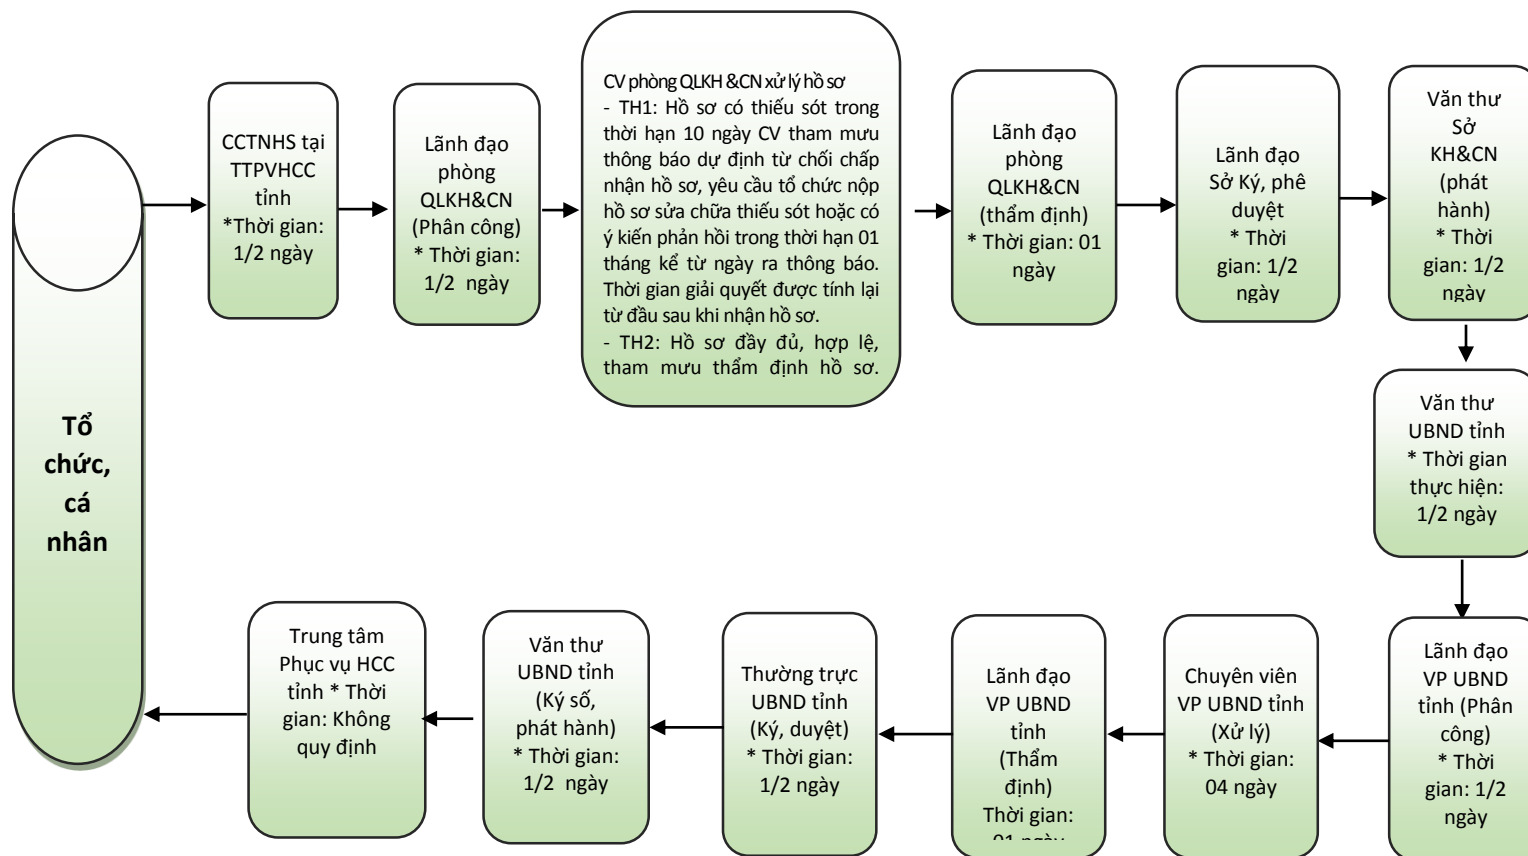 Tổ
chức,
cá
nhân
CCTNHS tại
TTPVHCC
tỉnh
*Thời gian:
1/2 ngày
Lãnh đạo
phòng
QLKH&CN
(Phân công)
* Thời gian:
1/2 ngày
CV phòng QLKH &CN xử lý hồ sơ
- TH1: Hồ sơ có thiếu sót trong
thời hạn 10 ngày CV tham mưu
thông báo dự định từ chối chấp
nhận hồ sơ, yêu cầu tổ chức nộp
hồ sơ sửa chữa thiếu sót hoặc có
ý kiến phản hồi trong thời hạn 01
tháng kể từ ngày ra thông báo.
Thời gian giải quyết được tính lại
từ đầu sau khi nhận hồ sơ.
- TH2: Hồ sơ đầy đủ, hợp lệ,
tham mưu thẩm định hồ sơ.
Lãnh đạo
phòng
QLKH&CN
(thẩm định)
* Thời gian: 01
ngày
Lãnh đạo
Sở Ký, phê
duyệt
* Thời
gian: 1/2
ngày
Văn thư
Sở
KH&CN
(phát
hành)
* Thời
gian: 1/2
ngày
Văn thư
UBND tỉnh
* Thời gian
thực hiện:
1/2 ngày
Lãnh đạo
VP UBND
tỉnh (Phân
công)
* Thời
gian: 1/2
ngày
Chuyên viên
VP UBND tỉnh
(Xử lý)
* Thời gian:
04 ngày
Lãnh đạo
VP UBND
tỉnh
(Thẩm
định)
Thời gian:
01 ngày
Thường trực
UBND tỉnh
(Ký, duyệt)
* Thời gian:
1/2 ngày
Văn thư
UBND tỉnh
(Ký số,
phát hành)
* Thời gian:
1/2 ngày
Trung tâm
Phục vụ HCC
tỉnh * Thời
gian: Không
quy định